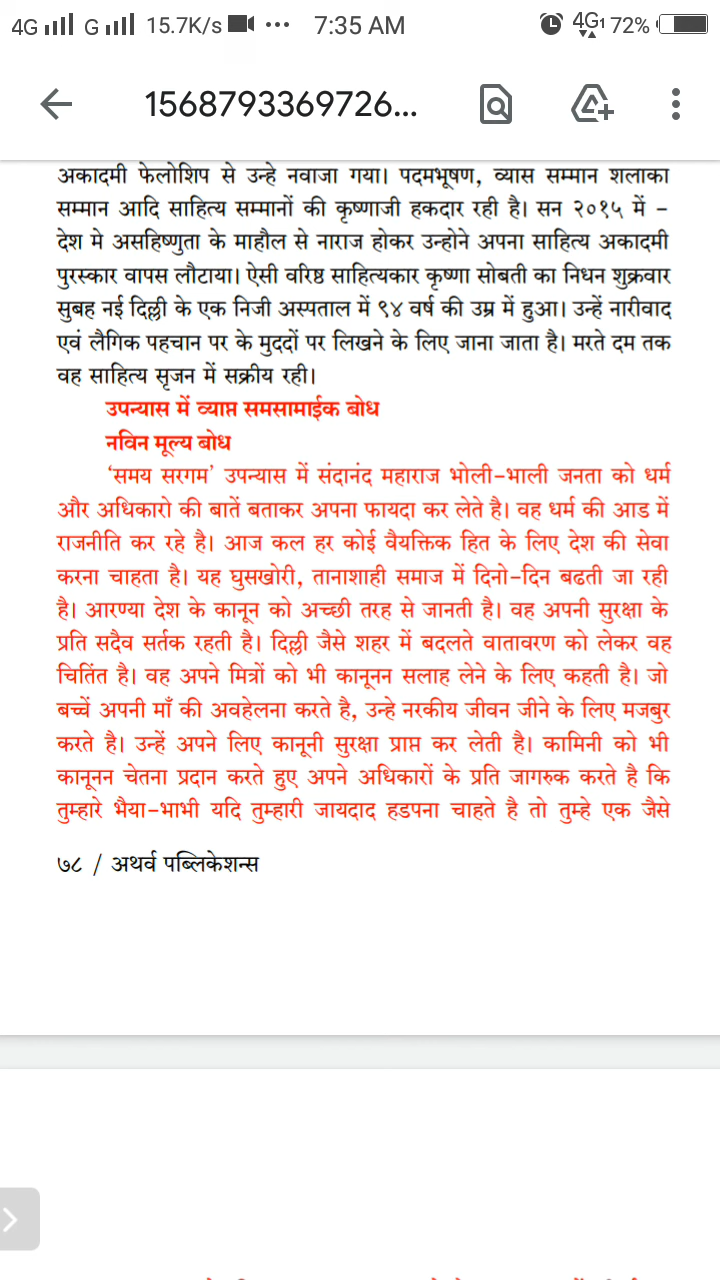 4G G 15.7K/s ••• 7:35 AM 4G1 72%
1568793369726...
अकादमी फेलोशिप से उन्हे नवाजा गया। पदमभूषण, व्यास सम्मान शलाका
सम्मान आदि साहित्य सम्मानों की कृष्णाजी हकदार रही है। सन २०१५ में –
देश मे असहिष्णुता के माहौल से नाराज होकर उन्होने अपना साहित्य अकादमी
पुरस्कार वापस लौटाया। ऐसी वरिष्ठ साहित्यकार कृष्णा सोबती का निधन शुक्रवार
सुबह नई दिल्ली के एक निजी अस्पताल में ९४ वर्ष की उम्र में हुआ। उन्हें नारीवाद
एवं लैगिक पहचान पर के मुददों पर लिखने के लिए जाना जाता है। मरते दम तक
वह साहित्य सृजन में सक्रीय रही।
उपन्यास में व्याप्त समसामाईक बोध
नविन मूल्य बोध
‘समय सरगम’ उपन्यास में संदानंद महाराज भोली-भाली जनता को धर्म
और अधिकारो की बातें बताकर अपना फायदा कर लेते है। वह धर्म की आड में
राजनीति कर रहे है। आज कल हर कोई वैयक्तिक हित के लिए देश की सेवा
करना चाहता है। यह घुसखोरी, तानाशाही समाज में दिनो-दिन बढती जा रही
है। आरण्या देश के कानून को अच्छी तरह से जानती है। वह अपनी सुरक्षा के
प्रति सदैव सर्तक रहती है। दिल्ली जैसे शहर में बदलते वातावरण को लेकर वह
चितिंत है। वह अपने मित्रों को भी कानूनन सलाह लेने के लिए कहती है। जो
बच्चें अपनी माँ की अवहेलना करते है, उन्हे नरकीय जीवन जीने के लिए मजबुर
करते है। उन्हें अपने लिए कानूनी सुरक्षा प्राप्त कर लेती है। कामिनी को भी
कानूनन चेतना प्रदान करते हुए अपने अधिकारों के प्रति जागरुक करते है कि
तुम्हारे भैया-भाभी यदि तुम्हारी जायदाद हडपना चाहते है तो तुम्हे एक जैसे
७८ / अथर्व पब्लिकेशन्स